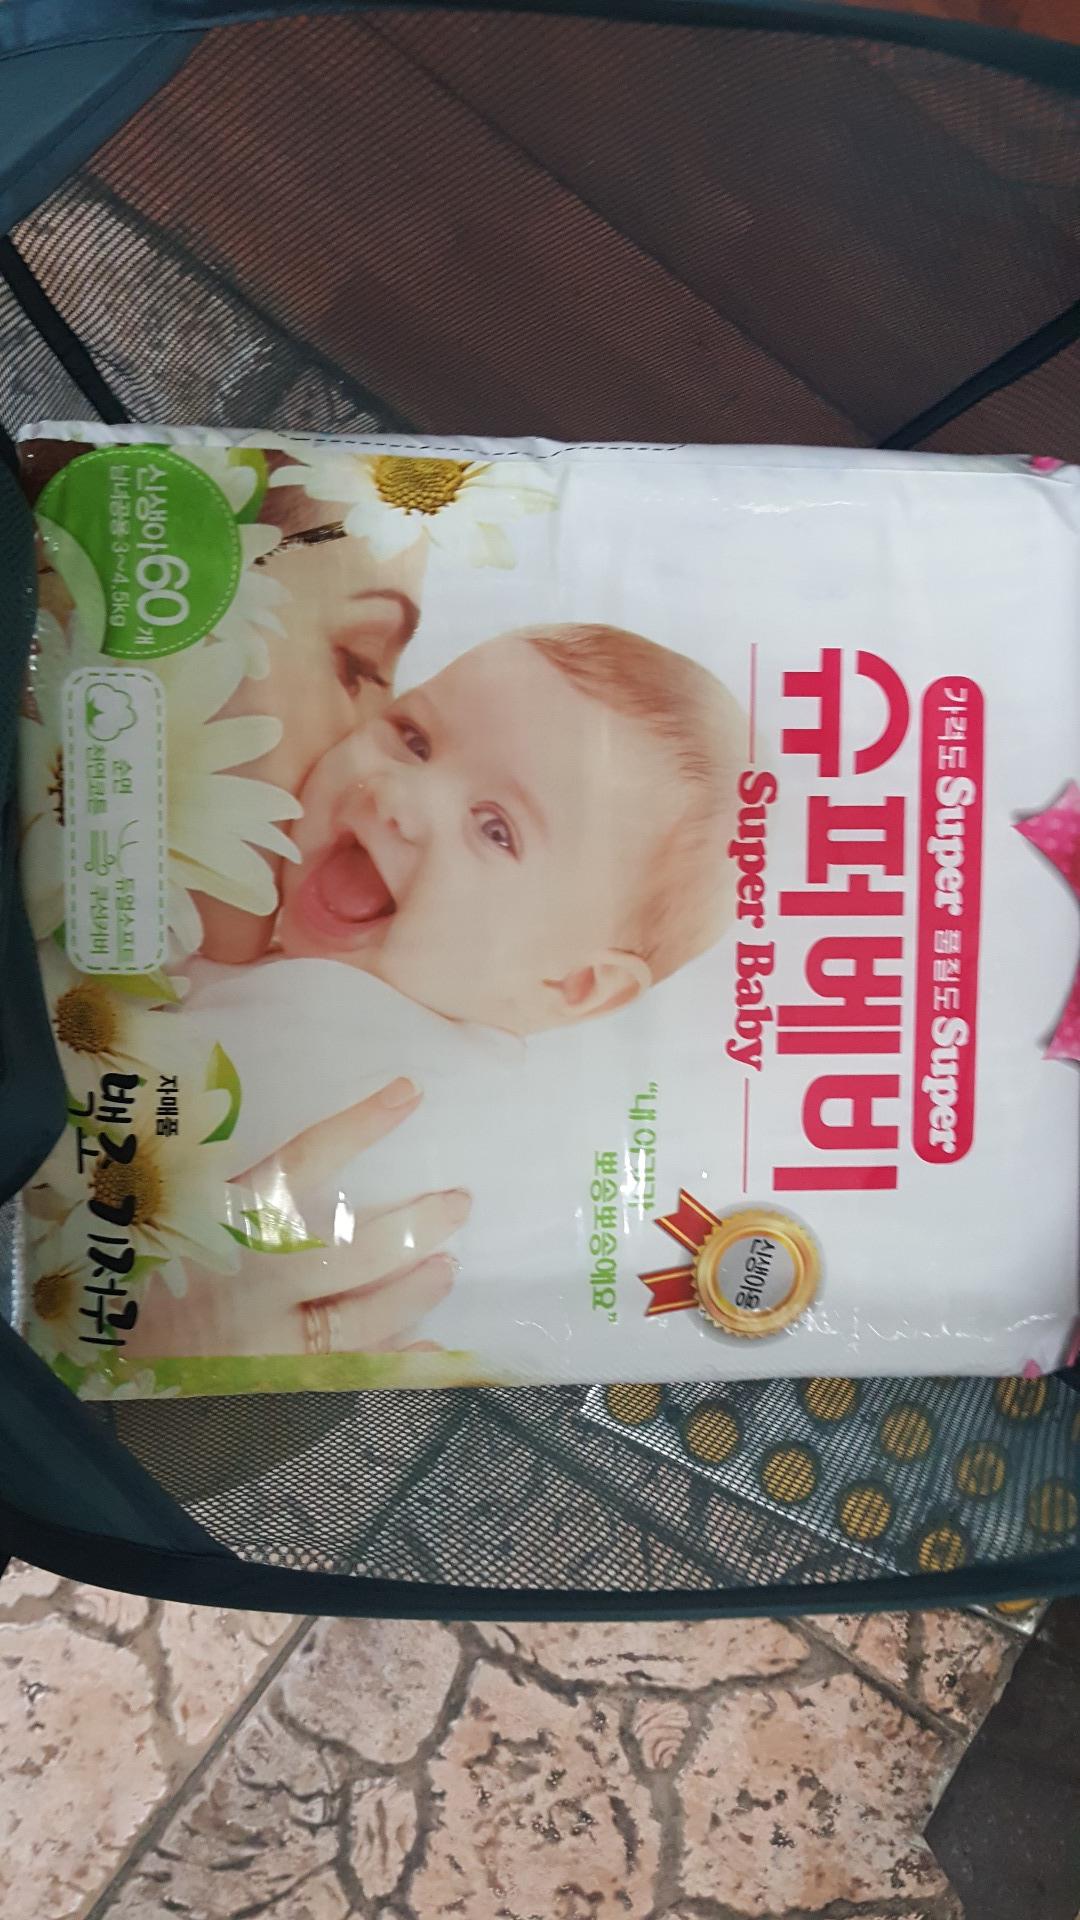 가격도 Super 품질도 Super
슈퍼베비
Super Baby
신생아용
"내 아기가
뽀송뽀송해요"
신생아 60개
남녀공용 3~4.5kg
순면
천연코튼
듀얼소프트
쿠션커버
자매품
백조기저귀